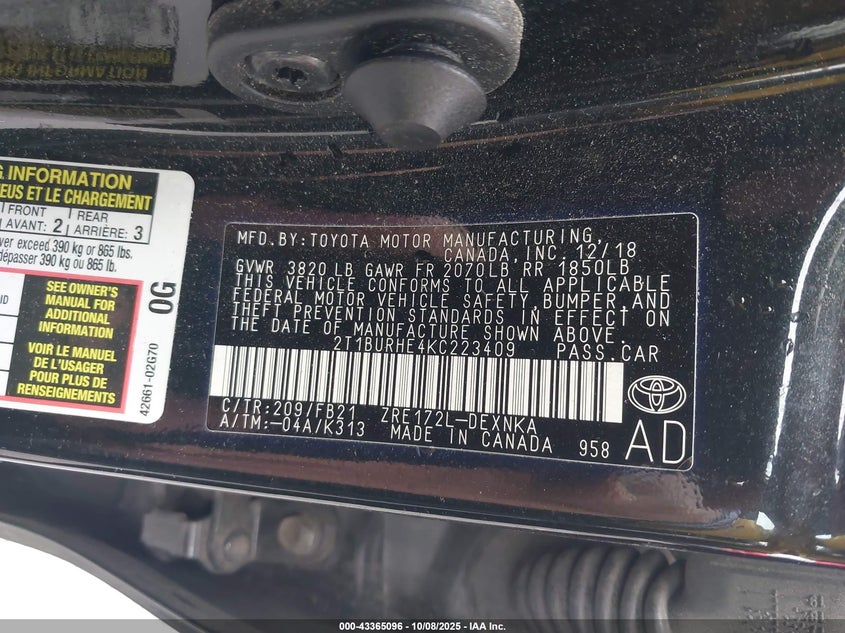 G INFORMATION
EUS ET LE CHARGEMENT
FRONT
AVANT: 2
REAR
ARRIÈRE: 3
ver exceed 390 kg or 865 lbs.
dépasser 390 kg ou 865 lb.
SEE OWNER'S
MANUAL FOR
ADDITIONAL
INFORMATION
VOIR LE MANUEL
DE L'USAGER
POUR PLUS DE
RENSEIGNEMENTS
OG
42661-02G70
MFD.BY:TOYOTA MOTOR MANUFACTURING,
CANADA, INC. 12/18
GVWR 3820 LB GAWR FR 2070LB RR 1850LB
THIS VEHICLE CONFORMS TO ALL APPLICABLE
FEDERAL MOTOR VEHICLE SAFETY, BUMPER, AND
THEFT PREVENTION STANDARDS IN EFFECT ON
THE DATE OF MANUFACTURE SHOWN ABOVE.
2T1BURHE4KC223409 PASS.CAR
C/TR:209/FB21 ZRE172L-DEXNKA
A/TM:-04A/K313 MADE IN CANADA 958 AD
000-43365096 - 10/08/2025 - IAA Inc.